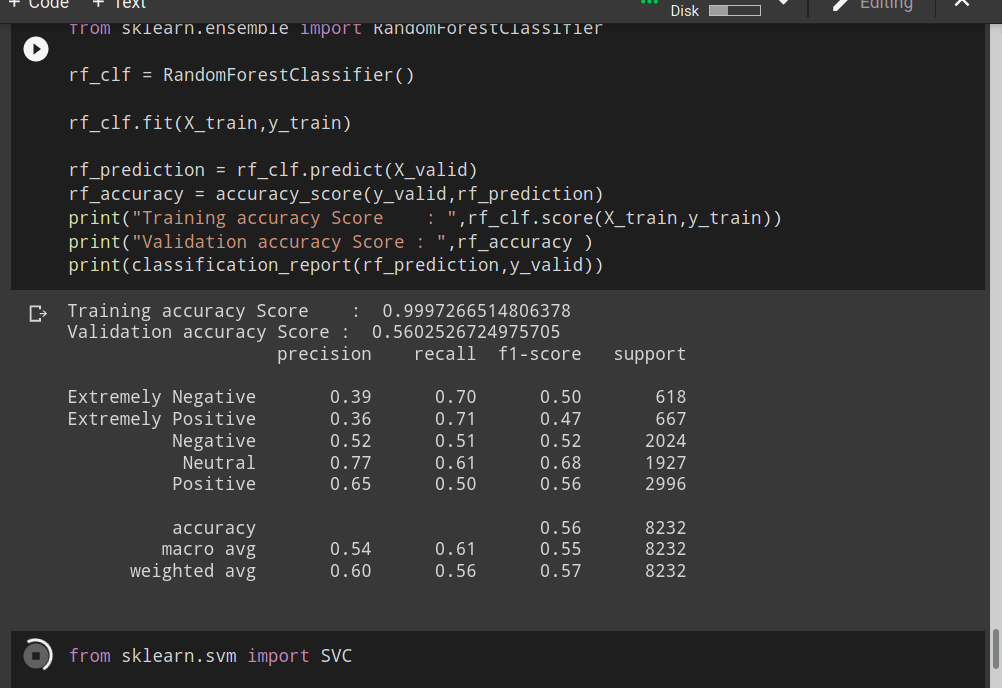 + Code + Text
Disk
Editing
from sklearn.ensemble import RandomForestClassifier
rf_clf = RandomForestClassifier()
rf_clf.fit(X_train,y_train)
rf_prediction = rf_clf.predict(X_valid)
rf_accuracy = accuracy_score(y_valid,rf_prediction)
print("Training accuracy Score    : ",rf_clf.score(X_train,y_train))
print("Validation accuracy Score : ",rf_accuracy )
print(classification_report(rf_prediction,y_valid))
Training accuracy Score    :  0.9997266514806378
Validation accuracy Score :  0.5602526724975705
precision    recall  f1-score   support
Extremely Negative       0.39      0.70      0.50       618
Extremely Positive       0.36      0.71      0.47       667
Negative       0.52      0.51      0.52      2024
Neutral       0.77      0.61      0.68      1927
Positive       0.65      0.50      0.56      2996
accuracy                           0.56      8232
macro avg       0.54      0.61      0.55      8232
weighted avg       0.60      0.56      0.57      8232
from sklearn.svm import SVC